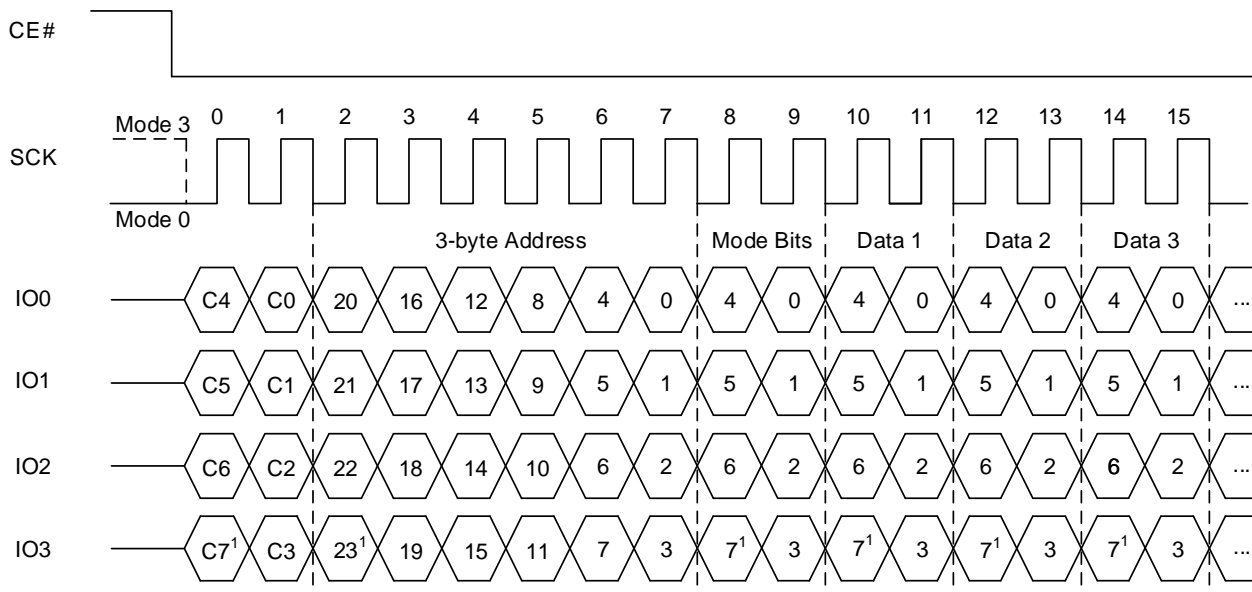 CE#
0 1 2 3 4 5 6 7 8 9 10 11 12 13 14 15
Mode 3
SCK
Mode 0
3-byte Address Mode Bits Data 1 Data 2 Data 3
IO0 C4 C0 20 16 12 8 4 0 4 0 4 0 4 0 4 0 ...
IO1 C5 C1 21 17 13 9 5 1 5 1 5 1 5 1 5 1 ...
IO2 C6 C2 22 18 14 10 6 2 6 2 6 2 6 2 6 2 ...
IO3 C7¹ C3 23¹ 19 15 11 7 3 7¹ 3 7¹ 3 7¹ 3 7¹ 3 ...